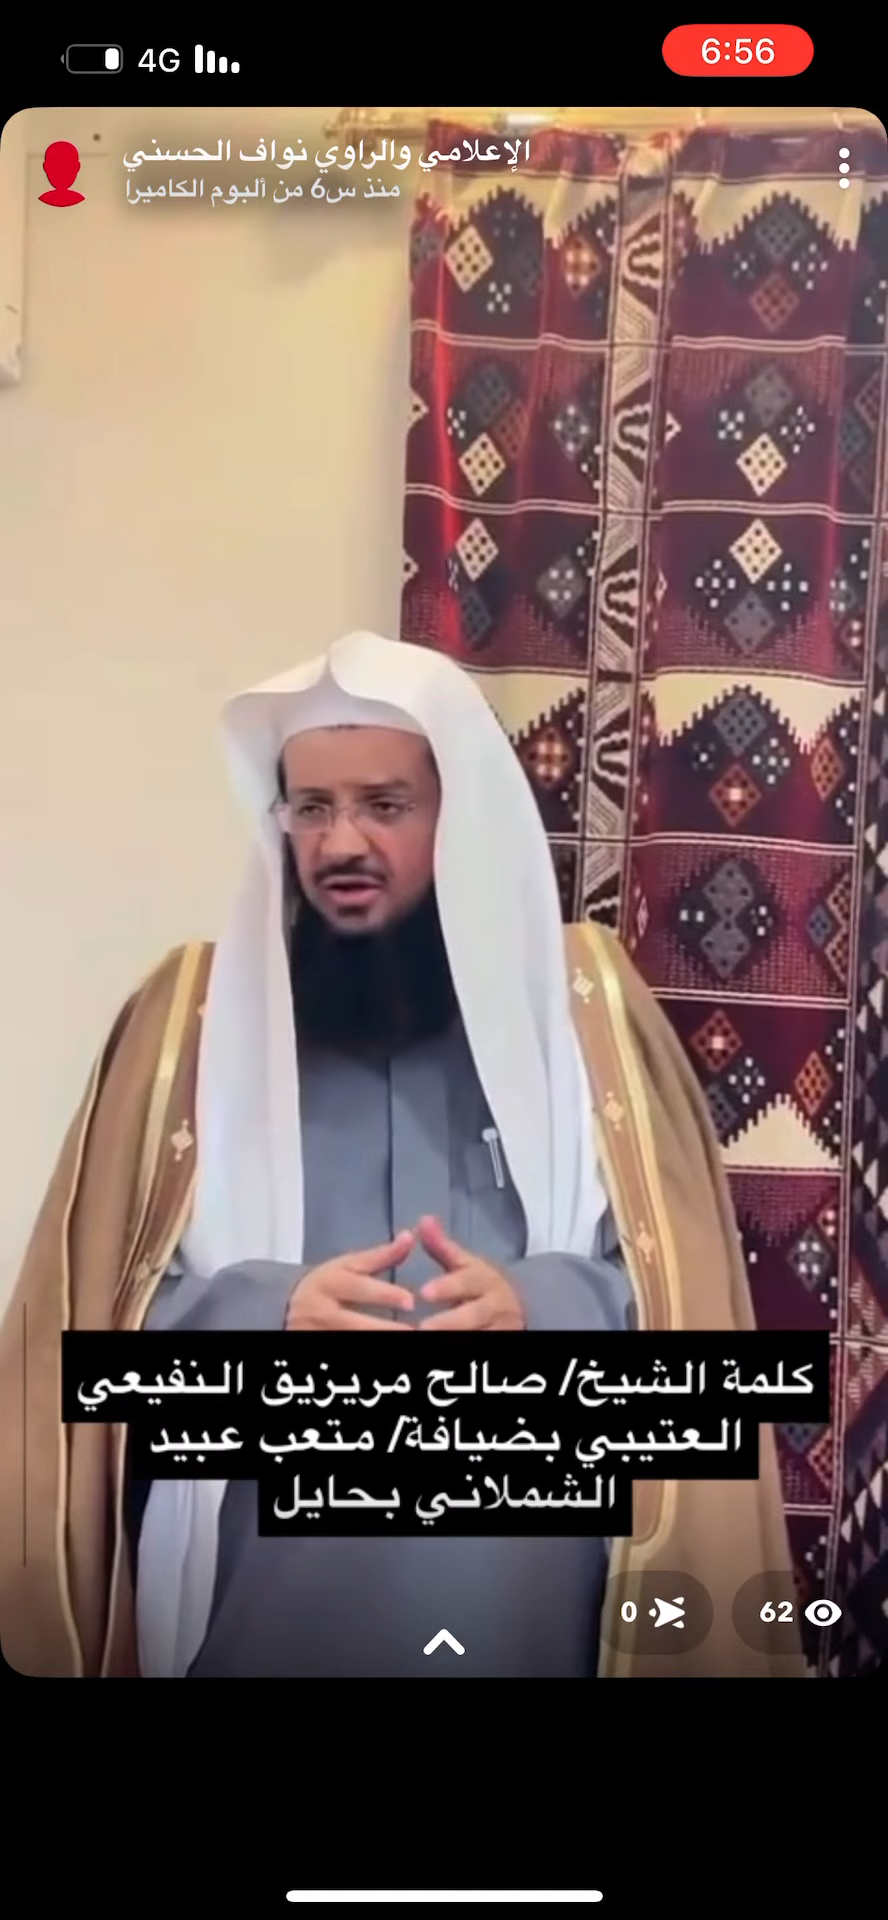 4G
6:56
الإعلامي والراوي نواف الحسني
منذ س6 من ألبوم الكاميرا
كلمة الشيخ/ صالح مريزيق النفيعي
العتيبي بضيافة/ متعب عبيد
الشملاني بحايل
0
62